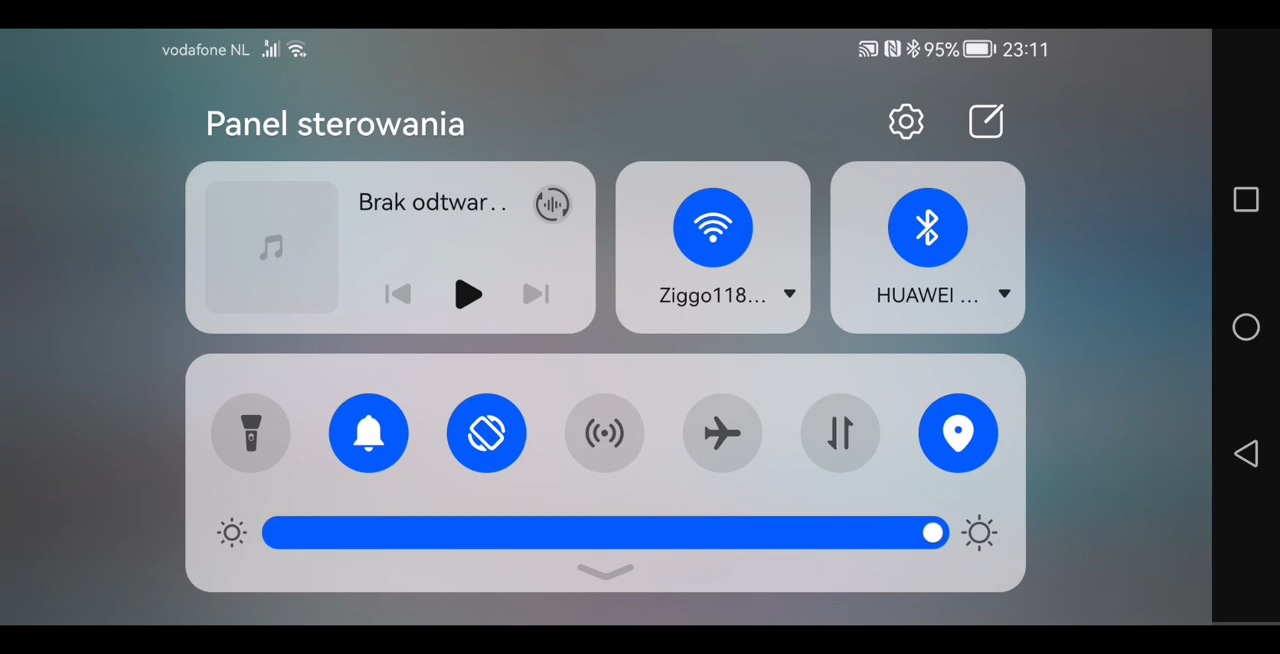 vodafone NL
95% 23:11
Panel sterowania
Brak odtwar..
Ziggo118...
HUAWEI ...